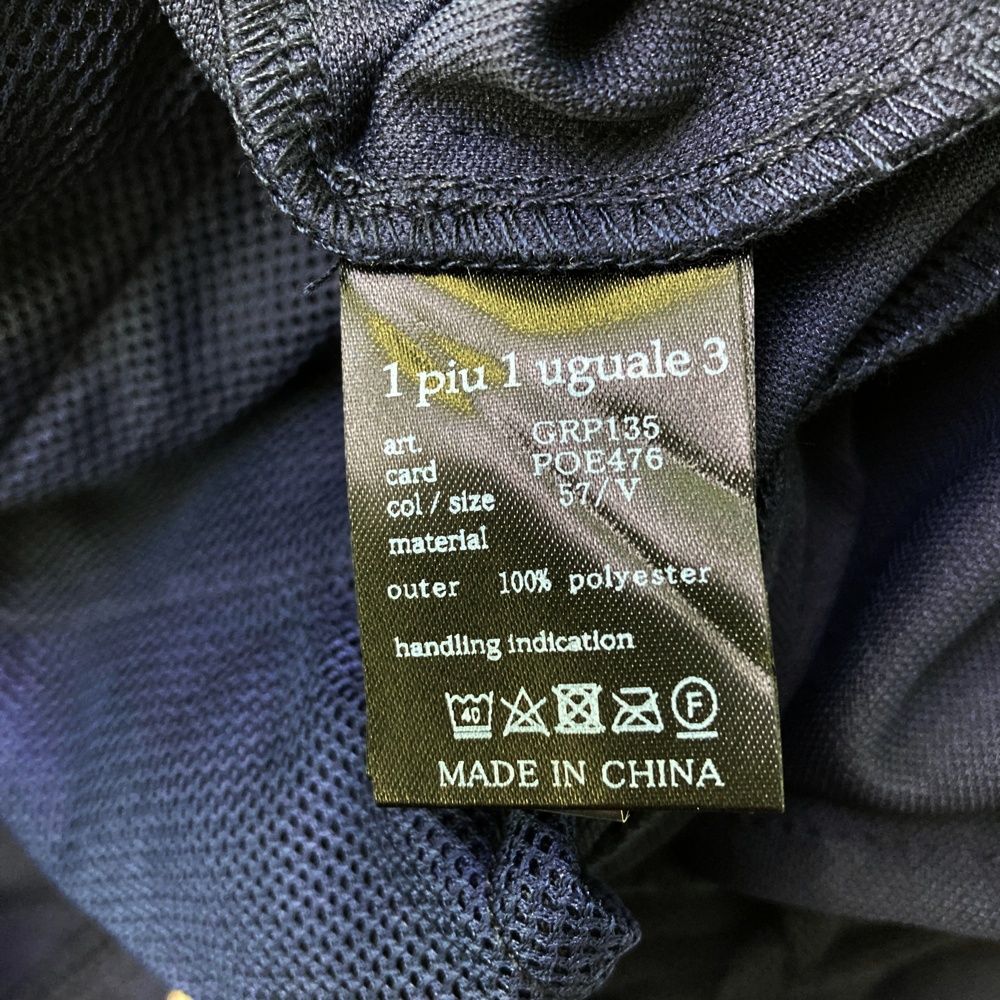 1 piu 1 uguale 3
art GRP135
card POE476
col / size 57/V
material
outer 100% polyester
handling indication
40 F
MADE IN CHINA